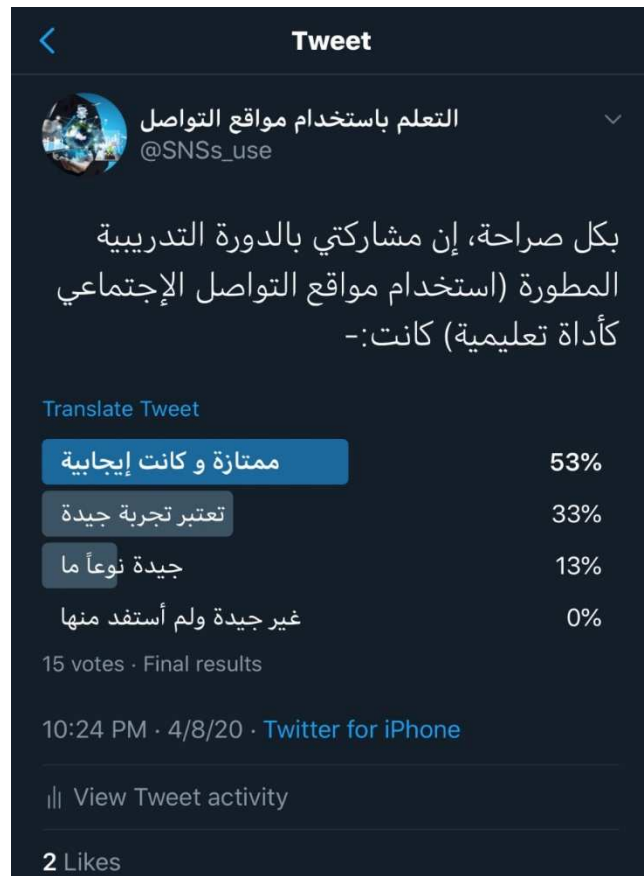 Tweet
التعلم باستخدام مواقع التواصل
@SNSs_use
بكل صراحة، إن مشاركتي بالدورة التدريبية
المطورة (استخدام مواقع التواصل الإجتماعي
كأداة تعليمية) كانت:-
Translate Tweet
ممتازة و كانت إيجابية 53%
تعتبر تجربة جيدة 33%
جيدة نوعاً ما 13%
غير جيدة ولم أستفد منها 0%
15 votes · Final results
10:24 PM · 4/8/20 · Twitter for iPhone
View Tweet activity
2 Likes